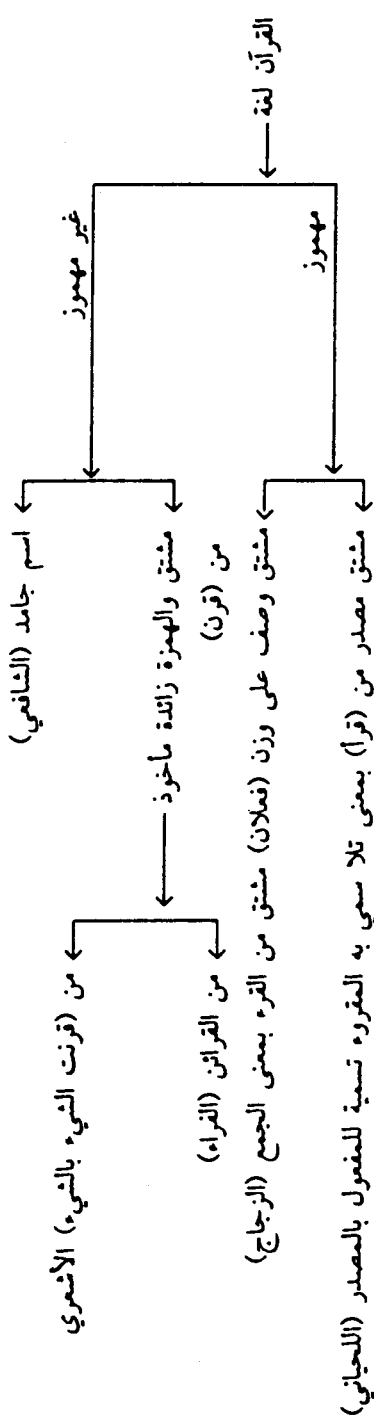 القرآن لغة
مهموز
مشتق مصدر من (قرأ) بمعنى تلا سمي به المقروء تسمية للمفعول بالمصدر (اللحياني)
مشتق وصف على وزن (فعلان) مشتق من القرء بمعنى الجمع (الزجاج)
غير مهموز
مشتق والهمزة زائدة مأخوذ
من (قرن)
من القرائن (الفراء)
من (قرنت الشيء بالشيء) الأشعري
اسم جامد (الشافعي)